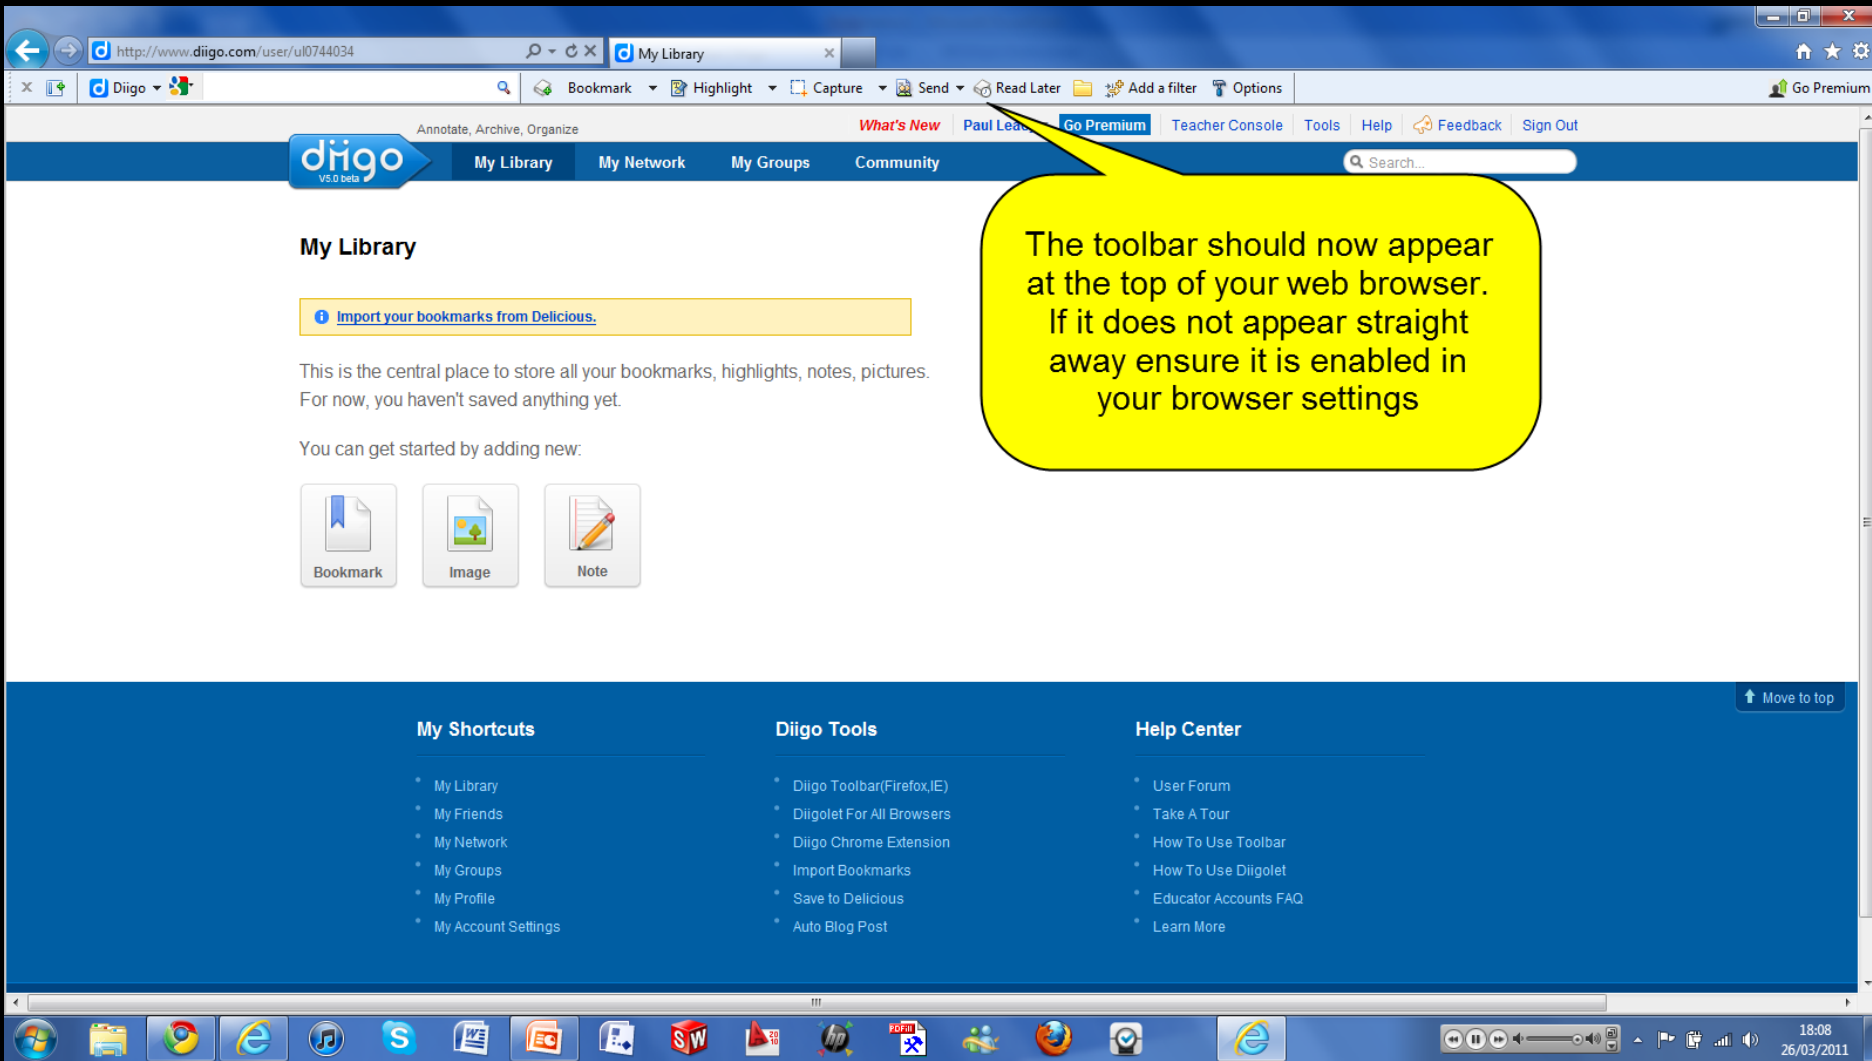 http://www.diigo.com/user/ul0744034
My Library
Diigo
Bookmark Highlight Capture Send Read Later Add a filter Options
Go Premium
Annotate, Archive, Organize
What's New Paul Go Premium Teacher Console Tools Help Feedback Sign Out
diigo
V5.0 beta
My Library My Network My Groups Community
Search...
The toolbar should now appear
at the top of your web browser.
If it does not appear straight
away ensure it is enabled in
your browser settings
My Library
Import your bookmarks from Delicious.
This is the central place to store all your bookmarks, highlights, notes, pictures.
For now, you haven't saved anything yet.
You can get started by adding new:
Bookmark Image Note
Move to top
My Shortcuts
My Library
My Friends
My Network
My Groups
My Profile
My Account Settings
Diigo Tools
Diigo Toolbar(Firefox,IE)
Diigolet For All Browsers
Diigo Chrome Extension
Import Bookmarks
Save to Delicious
Auto Blog Post
Help Center
User Forum
Take A Tour
How To Use Toolbar
How To Use Diigolet
Educator Accounts FAQ
Learn More
PDFill
18:08
26/03/2011